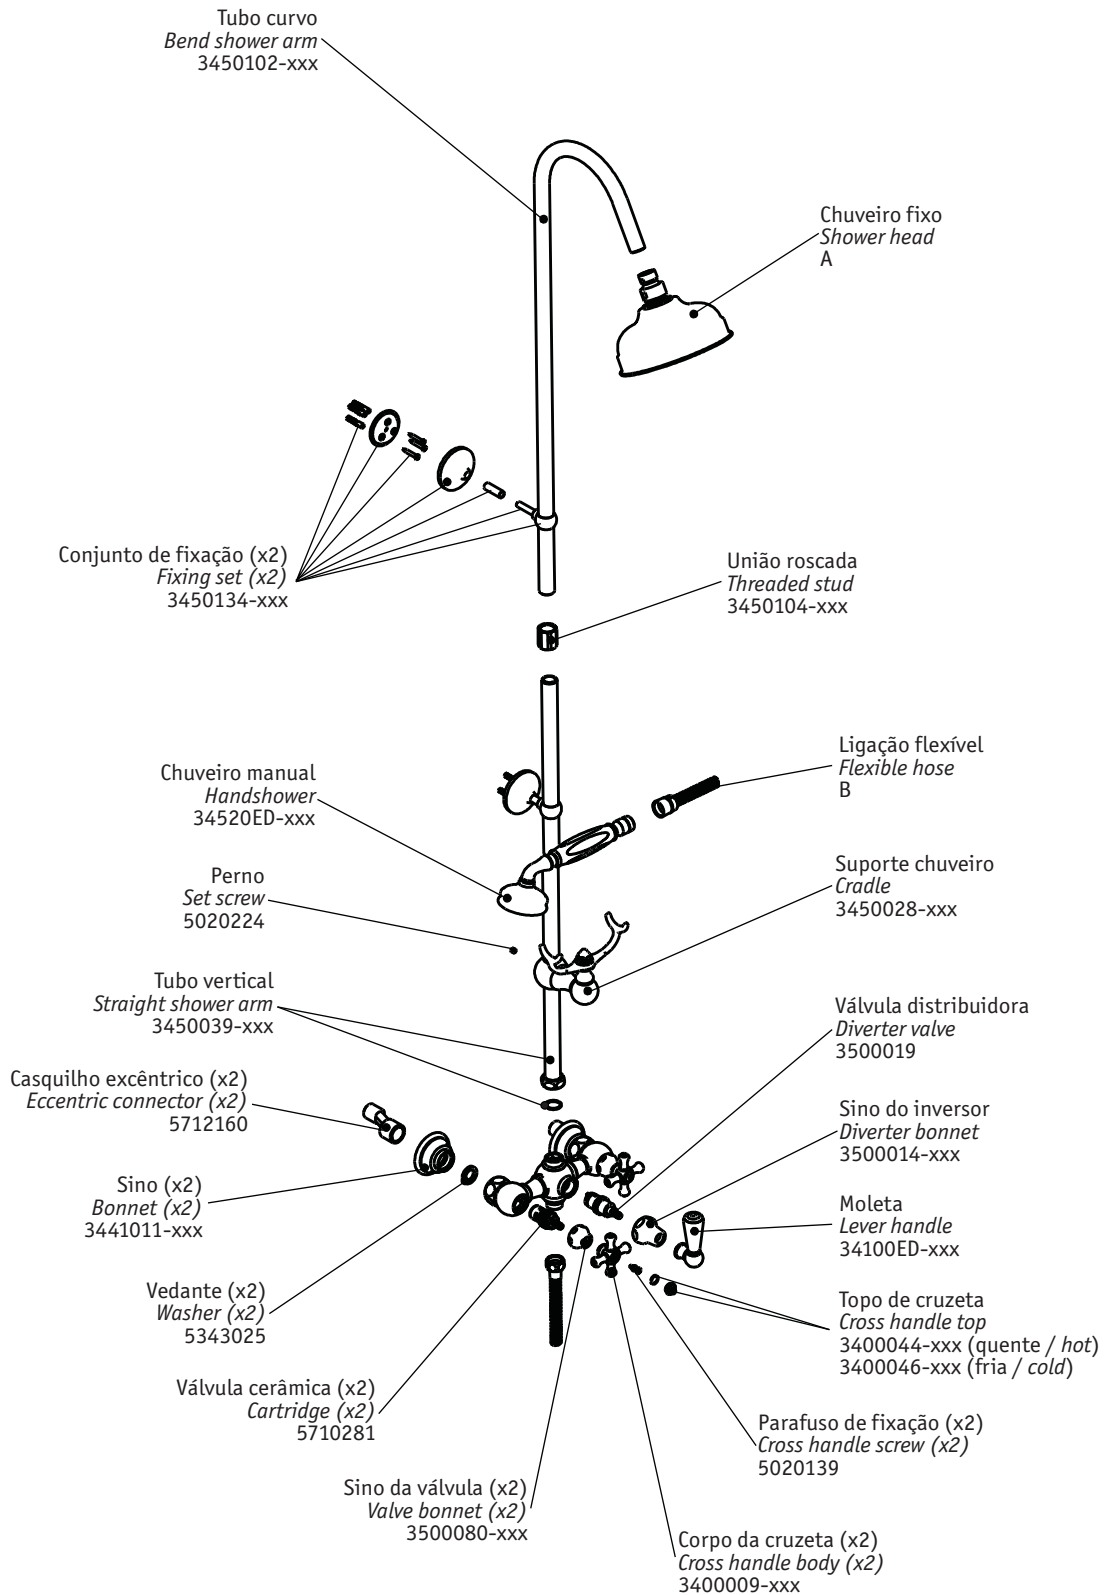 Tubo curvo
Bend shower arm
3450102-xxx
Chuveiro fixo
Shower head
A
Conjunto de fixação (x2)
Fixing set (x2)
3450134-xxx
União roscada
Threaded stud
3450104-xxx
Ligação flexível
Flexible hose
B
Chuveiro manual
Handshower
34520ED-xxx
Suporte chuveiro
Cradle
3450028-xxx
Perno
Set screw
5020224
Tubo vertical
Straight shower arm
3450039-xxx
Válvula distribuidora
Diverter valve
3500019
Casquilho excêntrico (x2)
Eccentric connector (x2)
5712160
Sino do inversor
Diverter bonnet
3500014-xxx
Sino (x2)
Bonnet (x2)
3441011-xxx
Moleta
Lever handle
34100ED-xxx
Vedante (x2)
Washer (x2)
5343025
Topo de cruzeta
Cross handle top
3400044-xxx (quente / hot)
3400046-xxx (fria / cold)
Válvula cerâmica (x2)
Cartridge (x2)
5710281
Parafuso de fixação (x2)
Cross handle screw (x2)
5020139
Sino da válvula (x2)
Valve bonnet (x2)
3500080-xxx
Corpo da cruzeta (x2)
Cross handle body (x2)
3400009-xxx